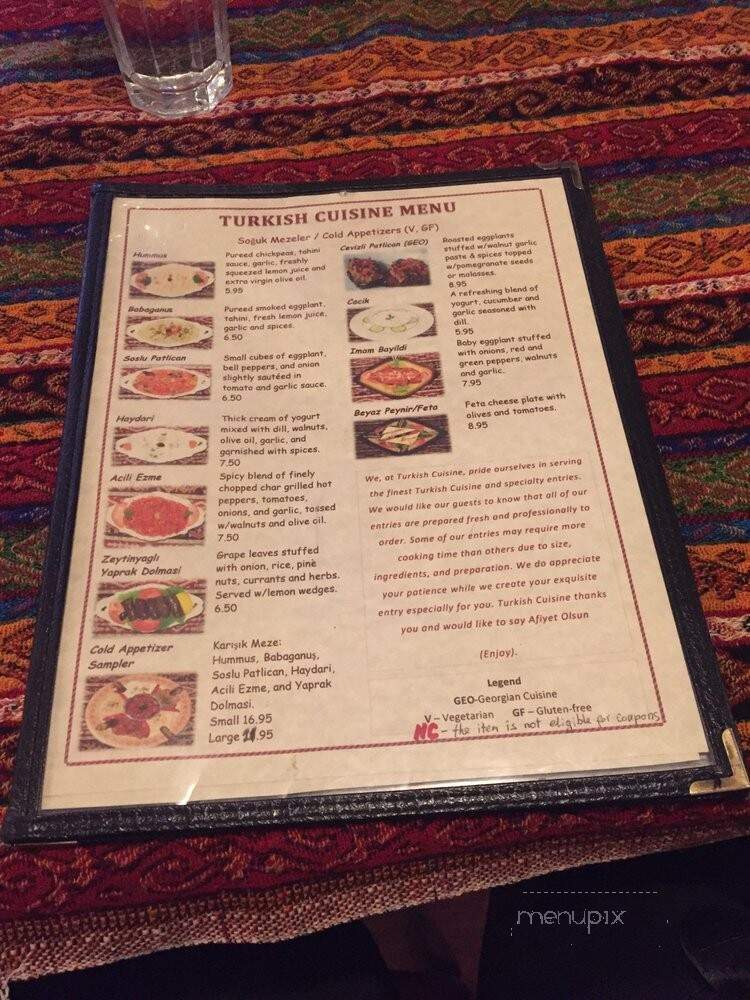 TURKISH CUISINE MENU
Soğuk Mezeler / Cold Appetizers (V, GF)
Hummus
Pureed chickpeas, tahini
sauce, garlic, freshly
squeezed lemon juice and
extra virgin olive oil.
5.95
Babaganus
Pureed smoked eggplant,
tahini, fresh lemon juice,
garlic and spices.
6.50
Soslu Patlican
Small cubes of eggplant,
bell peppers, and onion
slightly sautéed in
tomato and garlic sauce.
6.50
Haydari
Thick cream of yogurt
mixed with dill, walnuts,
olive oil, garlic, and
garnished with spices.
7.50
Acili Ezme
Spicy blend of finely
chopped char grilled hot
peppers, tomatoes,
onions, and garlic, tossed
w/walnuts and olive oil.
7.50
Zeytinyağlı
Yaprak Dolmasi
Grape leaves stuffed
with onion, rice, pine
nuts, currants and herbs.
Served w/lemon wedges.
6.50
Cold Appetizer
Sampler
Karışık Meze:
Hummus, Babaganuş,
Soslu Patlican, Haydari,
Acili Ezme, and Yaprak
Dolmasi.
Small 16.95
Large .95
Cevizli Patlican (GEO)
Roasted eggplants
stuffed w/walnut garlic
paste & spices topped
w/pomegranate seeds
or molasses.
8.95
Cacik
A refreshing blend of
yogurt, cucumber and
garlic seasoned with
dill.
5.95
Imam Bayildi
Baby eggplant stuffed
with onions, red and
green peppers, walnuts
and garlic.
7.95
Beyaz Peynir/Feta
Feta cheese plate with
olives and tomatoes.
8.95
We, at Turkish Cuisine, pride ourselves in serving
the finest Turkish Cuisine and specialty entries.
We would like our guests to know that all of our
entries are prepared fresh and professionally to
order. Some of our entries may require more
cooking time than others due to size,
ingredients, and preparation. We do appreciate
your patience while we create your exquisite
entry especially for you. Turkish Cuisine thanks
you and would like to say Afiyet Olsun
(Enjoy).
Legend
GEO-Georgian Cuisine
V – Vegetarian GF – Gluten-free
NC - the item is not eligible for coupons
menupix